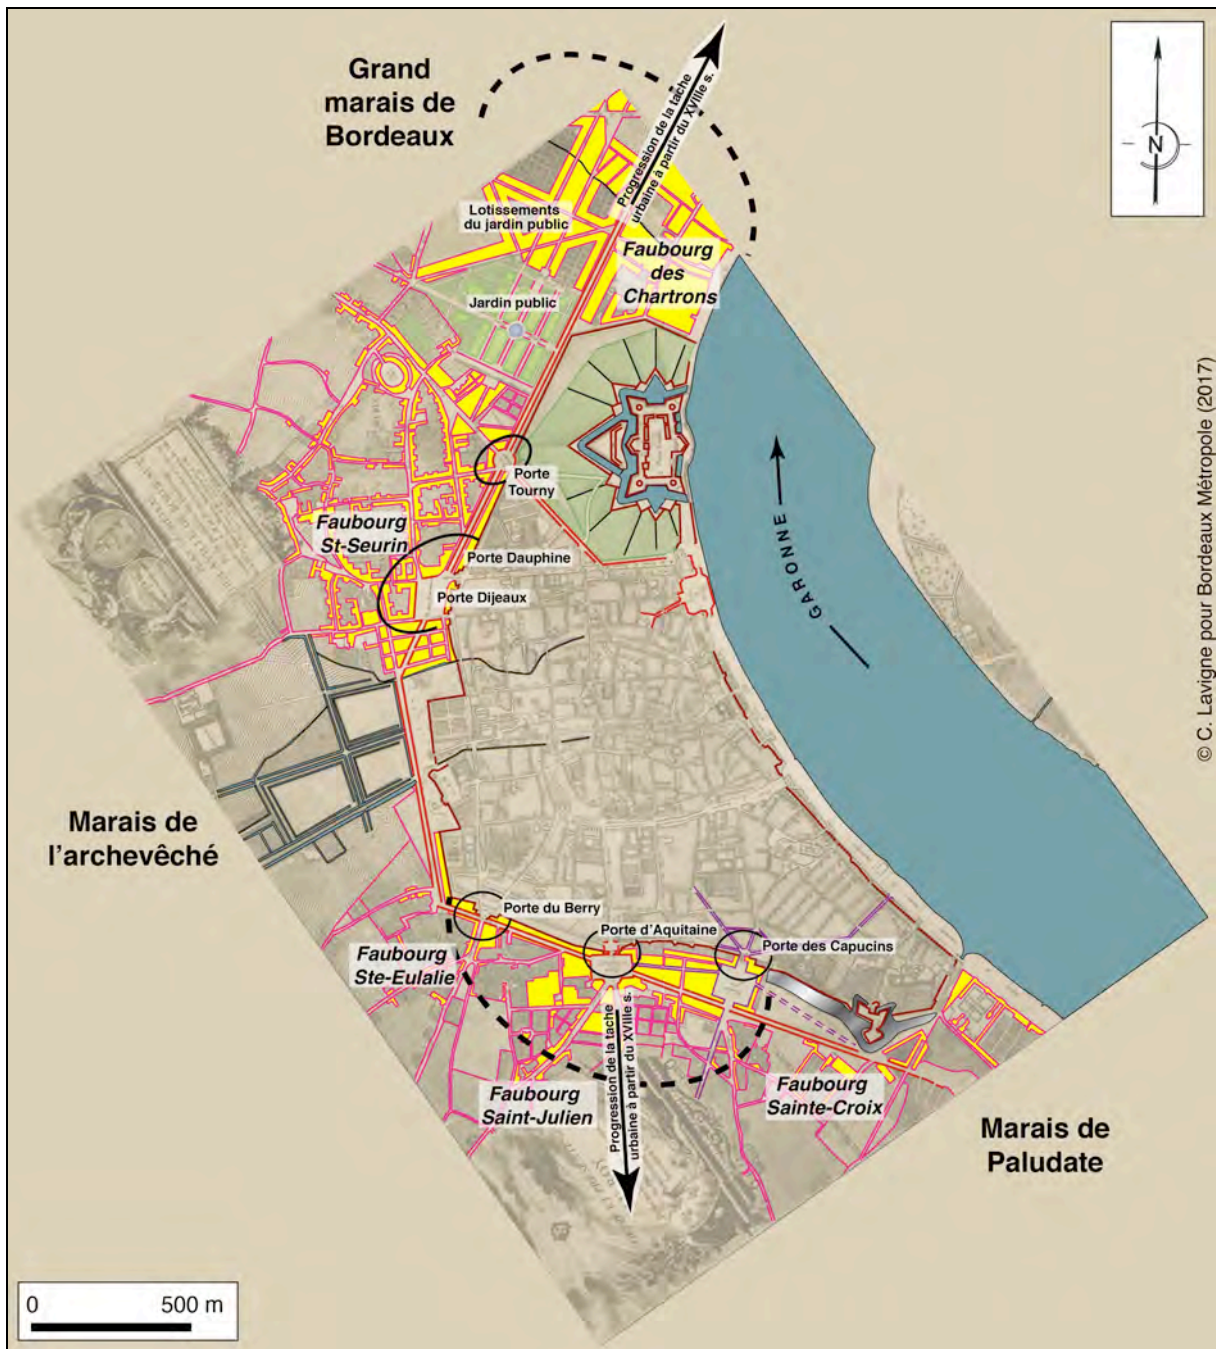 Grand
marais de
Bordeaux
Progression de la tache
urbaine à partir du XVIIIe s.
N
Lotissements
du jardin public
Faubourg
des
Chartrons
Jardin public
Porte
Tourny
Faubourg
St-Seurin
Porte Dauphine
Porte Dijeaux
GARONNE
© C. Lavigne pour Bordeaux Métropole (2017)
Marais de
l'archevêché
Porte du Berry
Porte d'Aquitaine
Porte des Capucins
Faubourg
Ste-Eulalie
Progression de la tache
urbaine à partir du XVIIIe s.
Faubourg
Saint-Julien
Faubourg
Sainte-Croix
Marais de
Paludate
0 500 m